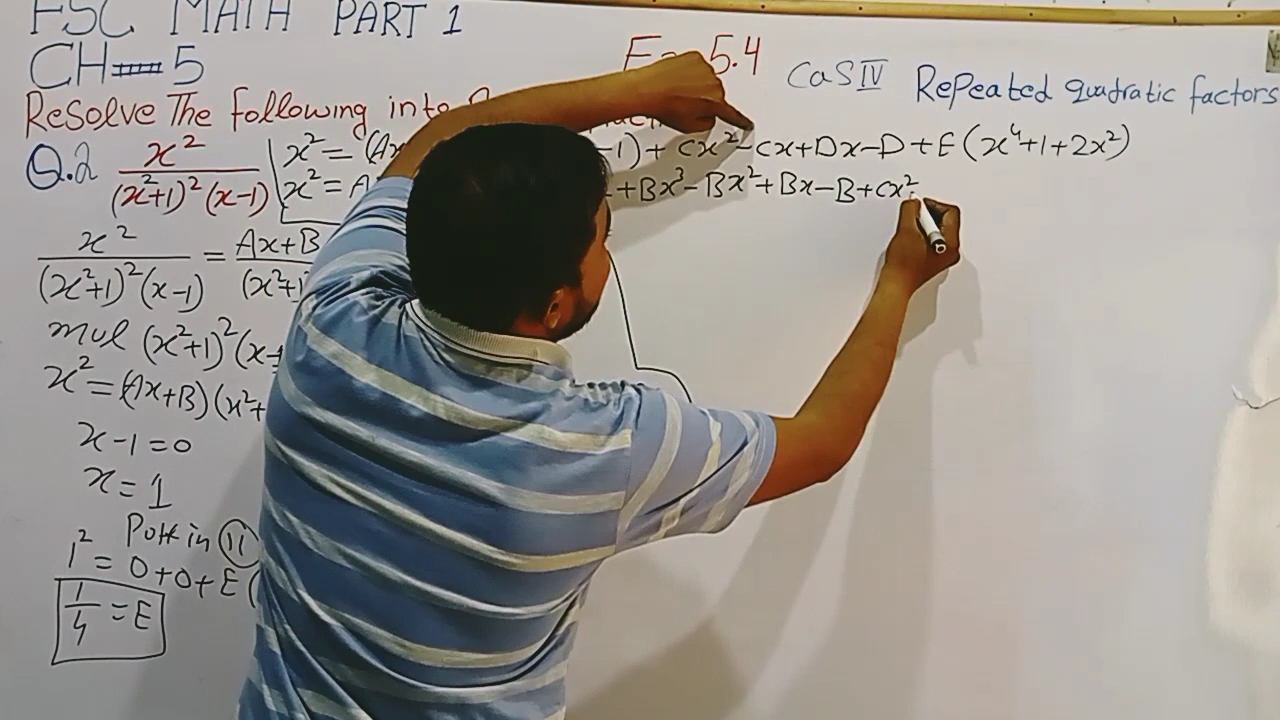 FSC MATH PART 1
CH 5
Ex 5.4
CaSIV Repeated quadratic factors
Resolve The following into
Q.2 x²/(x²+1)²(x-1)
x² = (Ax -1) + Cx² - Cx + Dx - D + E(x⁴+1+2x²)
x² = A + Bx³ - Bx² + Bx - B + Cx²
x²/(x²+1)²(x-1) = Ax+B/(x²+1)
mul (x²+1)²(x-1
x² = (Ax+B)(x²+
x-1=0
x=1
Putt in (II)
1² = 0+0+E(
1/4 = E